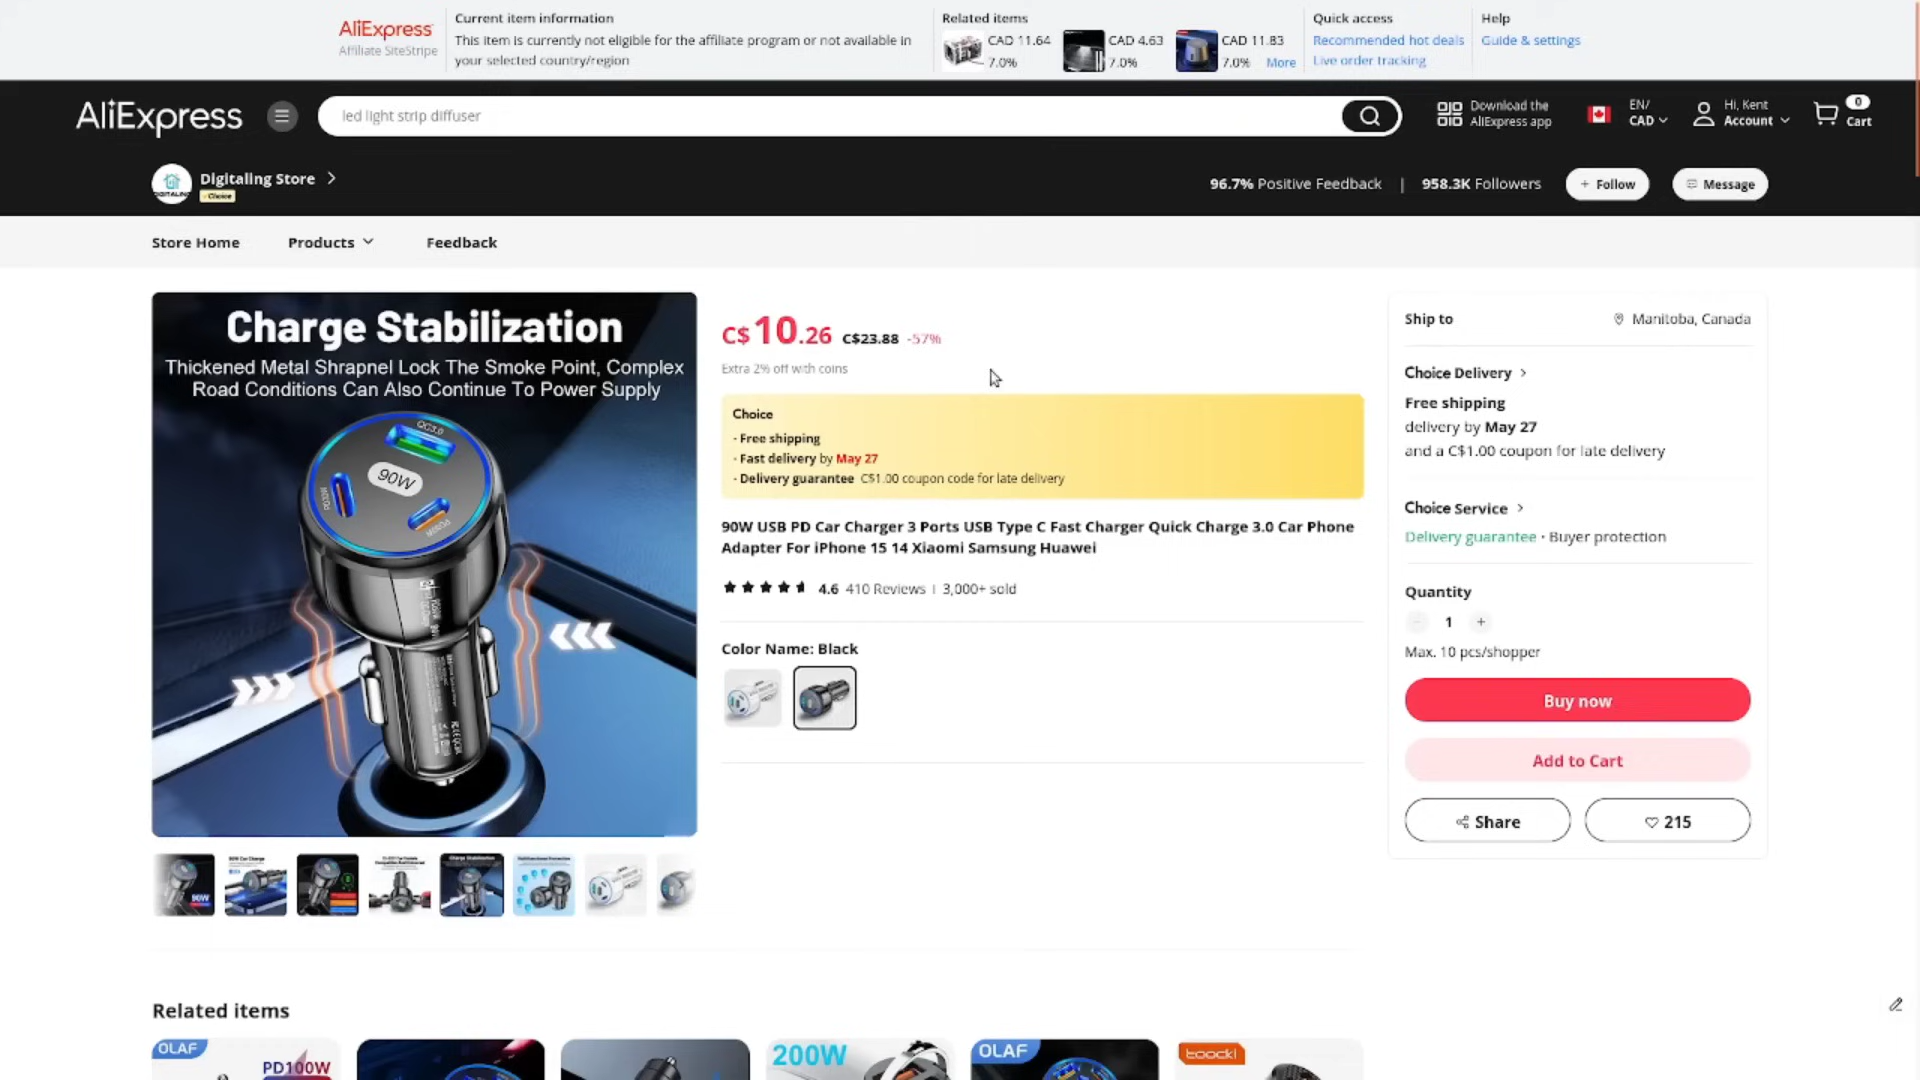 AliExpress
Affiliate SiteStripe
Current item information
This item is currently not eligible for the affiliate program or not available in
your selected country/region
Related items
CAD 11.64
7.0%
CAD 4.63
7.0%
CAD 11.83
7.0%
More
Quick access
Recommended hot deals
Live order tracking
Help
Guide & settings
AliExpress
led light strip diffuser
Download the
AliExpress app
EN/
CAD
Hi, Kent
Account
0
Cart
DIGITALING
Digitaling Store
Choice
96.7% Positive Feedback | 958.3K Followers
+ Follow
Message
Store Home
Products
Feedback
Charge Stabilization
Thickened Metal Shrapnel Lock The Smoke Point, Complex
Road Conditions Can Also Continue To Power Supply
QC3.0
90W
C$10.26 C$23.88 -57%
Extra 2% off with coins
Choice
· Free shipping
· Fast delivery by May 27
· Delivery guarantee C$1.00 coupon code for late delivery
90W USB PD Car Charger 3 Ports USB Type C Fast Charger Quick Charge 3.0 Car Phone
Adapter For iPhone 15 14 Xiaomi Samsung Huawei
4.6 410 Reviews | 3,000+ sold
Color Name: Black
Ship to
Manitoba, Canada
Choice Delivery
Free shipping
delivery by May 27
and a C$1.00 coupon for late delivery
Choice Service
Delivery guarantee · Buyer protection
Quantity
- 1 +
Max. 10 pcs/shopper
Buy now
Add to Cart
Share
215
90W
Charge Stabilization
Related items
OLAF
PD100W
200W
OLAF
toocki